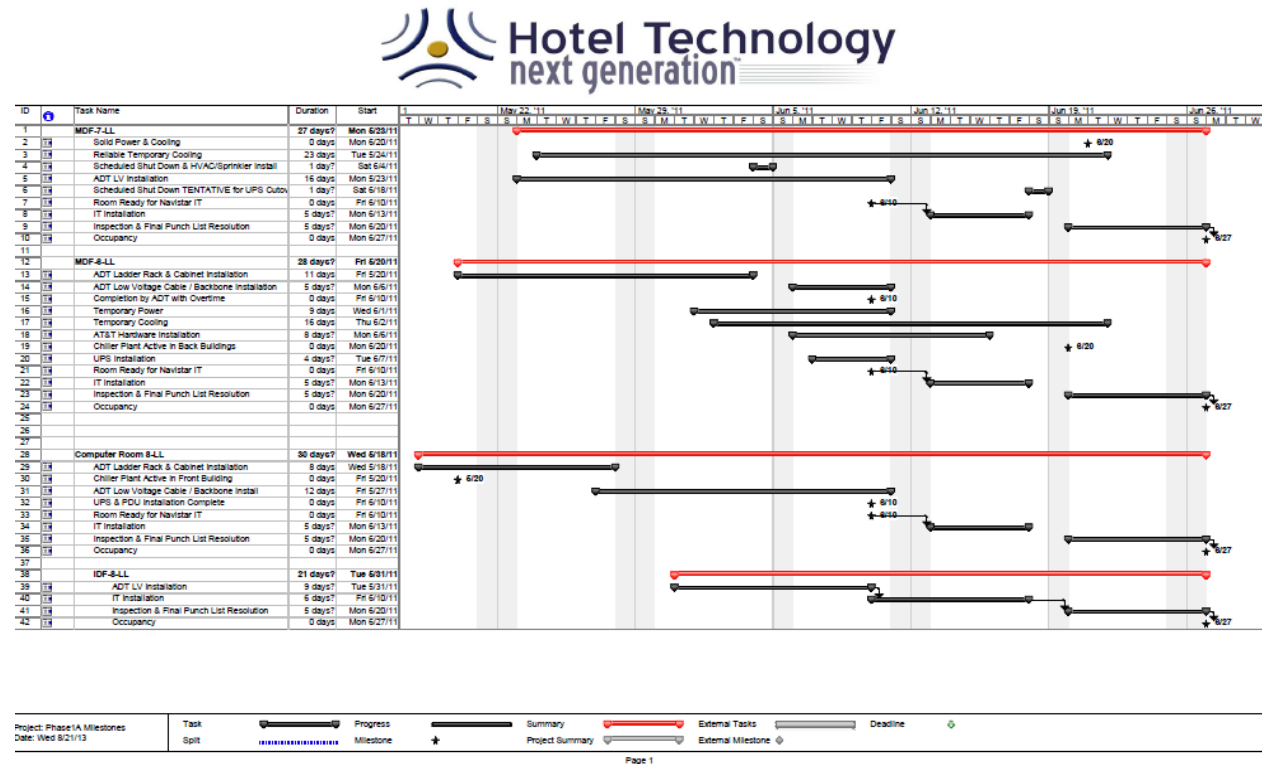 Hotel Technology
next generation™
ID Task Name Duration Start 1 May 22, '11 May 29, '11 Jun 5, '11 Jun 12, '11 Jun 19, '11 Jun 26, '11
T W T F S S M T W T F S S M T W T F S S M T W T F S S M T W T F S S M T W T F S S M T W
1 MDF-7-LL 27 days? Mon 5/23/11
2 Solid Power & Cooling 0 days Mon 6/20/11 6/20
3 Reliable Temporary Cooling 23 days Tue 5/24/11
4 Scheduled Shut Down & HVAC/Sprinkler Install 1 day? Sat 6/4/11
5 ADT LV Installation 15 days Mon 5/23/11
6 Scheduled Shut Down TENTATIVE for UPS Cutov 1 day? Sat 6/18/11
7 Room Ready for Navistar IT 0 days Fri 6/10/11 6/10
8 IT Installation 5 days? Mon 6/13/11
9 Inspection & Final Punch List Resolution 5 days? Mon 6/20/11
10 Occupancy 0 days Mon 6/27/11 6/27
11
12 MDF-8-LL 28 days? Fri 5/20/11
13 ADT Ladder Rack & Cabinet Installation 11 days Fri 5/20/11
14 ADT Low Voltage Cable / Backbone Installation 5 days? Mon 6/6/11
15 Completion by ADT with Overtime 0 days Fri 6/10/11 6/10
16 Temporary Power 9 days Wed 6/1/11
17 Temporary Cooling 16 days Thu 6/2/11
18 AT&T Hardware Installation 8 days? Mon 6/6/11
19 Chiller Plant Active in Back Buildings 0 days Mon 6/20/11 6/20
20 UPS Installation 4 days? Tue 6/7/11
21 Room Ready for Navistar IT 0 days Fri 6/10/11 6/10
22 IT Installation 5 days? Mon 6/13/11
23 Inspection & Final Punch List Resolution 5 days? Mon 6/20/11
24 Occupancy 0 days Mon 6/27/11 6/27
25
26
27
28 Computer Room 8-LL 30 days? Wed 5/18/11
29 ADT Ladder Rack & Cabinet Installation 8 days Wed 5/18/11
30 Chiller Plant Active in Front Building 0 days Fri 5/20/11 5/20
31 ADT Low Voltage Cable / Backbone Install 12 days Fri 5/27/11
32 UPS & PDU Installation Complete 0 days Fri 6/10/11 6/10
33 Room Ready for Navistar IT 0 days Fri 6/10/11 6/10
34 IT Installation 5 days? Mon 6/13/11
35 Inspection & Final Punch List Resolution 5 days? Mon 6/20/11
36 Occupancy 0 days Mon 6/27/11 6/27
37
38 IDF-8-LL 21 days? Tue 5/31/11
39 ADT LV Installation 9 days? Tue 5/31/11
40 IT Installation 6 days? Fri 6/10/11
41 Inspection & Final Punch List Resolution 5 days? Mon 6/20/11
42 Occupancy 0 days Mon 6/27/11 6/27
Project: Phase1A Milestones
Date: Wed 8/21/13
Task Progress Summary External Tasks Deadline
Split Milestone Project Summary External Milestone
Page 1